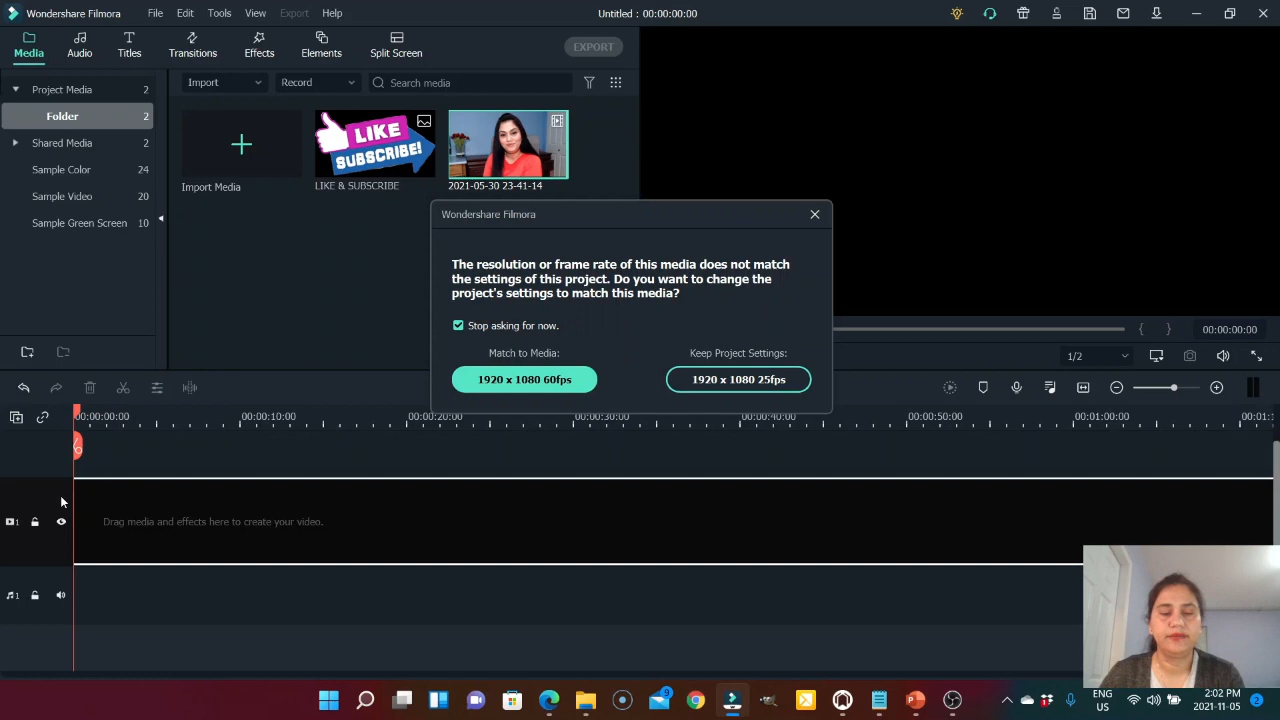 Wondershare Filmora File Edit Tools View Export Help Untitled : 00:00:00:00
Media Audio Titles Transitions Effects Elements Split Screen EXPORT
Project Media 2
Folder 2
Shared Media 2
Sample Color 24
Sample Video 20
Sample Green Screen 10
Import Record Search media
LIKE
SUBSCRIBE!
Import Media LIKE & SUBSCRIBE 2021-05-30 23-41-14
Wondershare Filmora
The resolution or frame rate of this media does not match
the settings of this project. Do you want to change the
project's settings to match this media?
Stop asking for now.
Match to Media: Keep Project Settings:
1920 x 1080 60fps 1920 x 1080 25fps
{ } 00:00:00:00
1/2
00:00:00:00 00:00:10:00 00:00:20:00 00:00:30:00 00:00:40:00 00:00:50:00 00:01:00:00 00:01:1
1 Drag media and effects here to create your video.
1
9
ENG
US
2:02 PM
2021-11-05
2